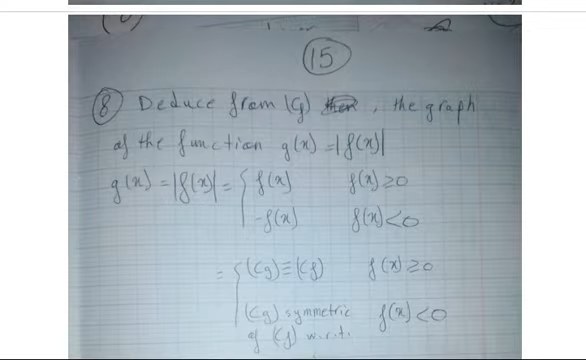 15
8 Deduce from (Cf), the graph
of the function g(x) = |f(x)|
g(x) = |f(x)| = { f(x)   f(x) ≥ 0
-f(x)   f(x) < 0
= { (Cg) ≡ (Cf)   f(x) ≥ 0
(Cg) symmetric   f(x) < 0
of (Cf) w.r.t.